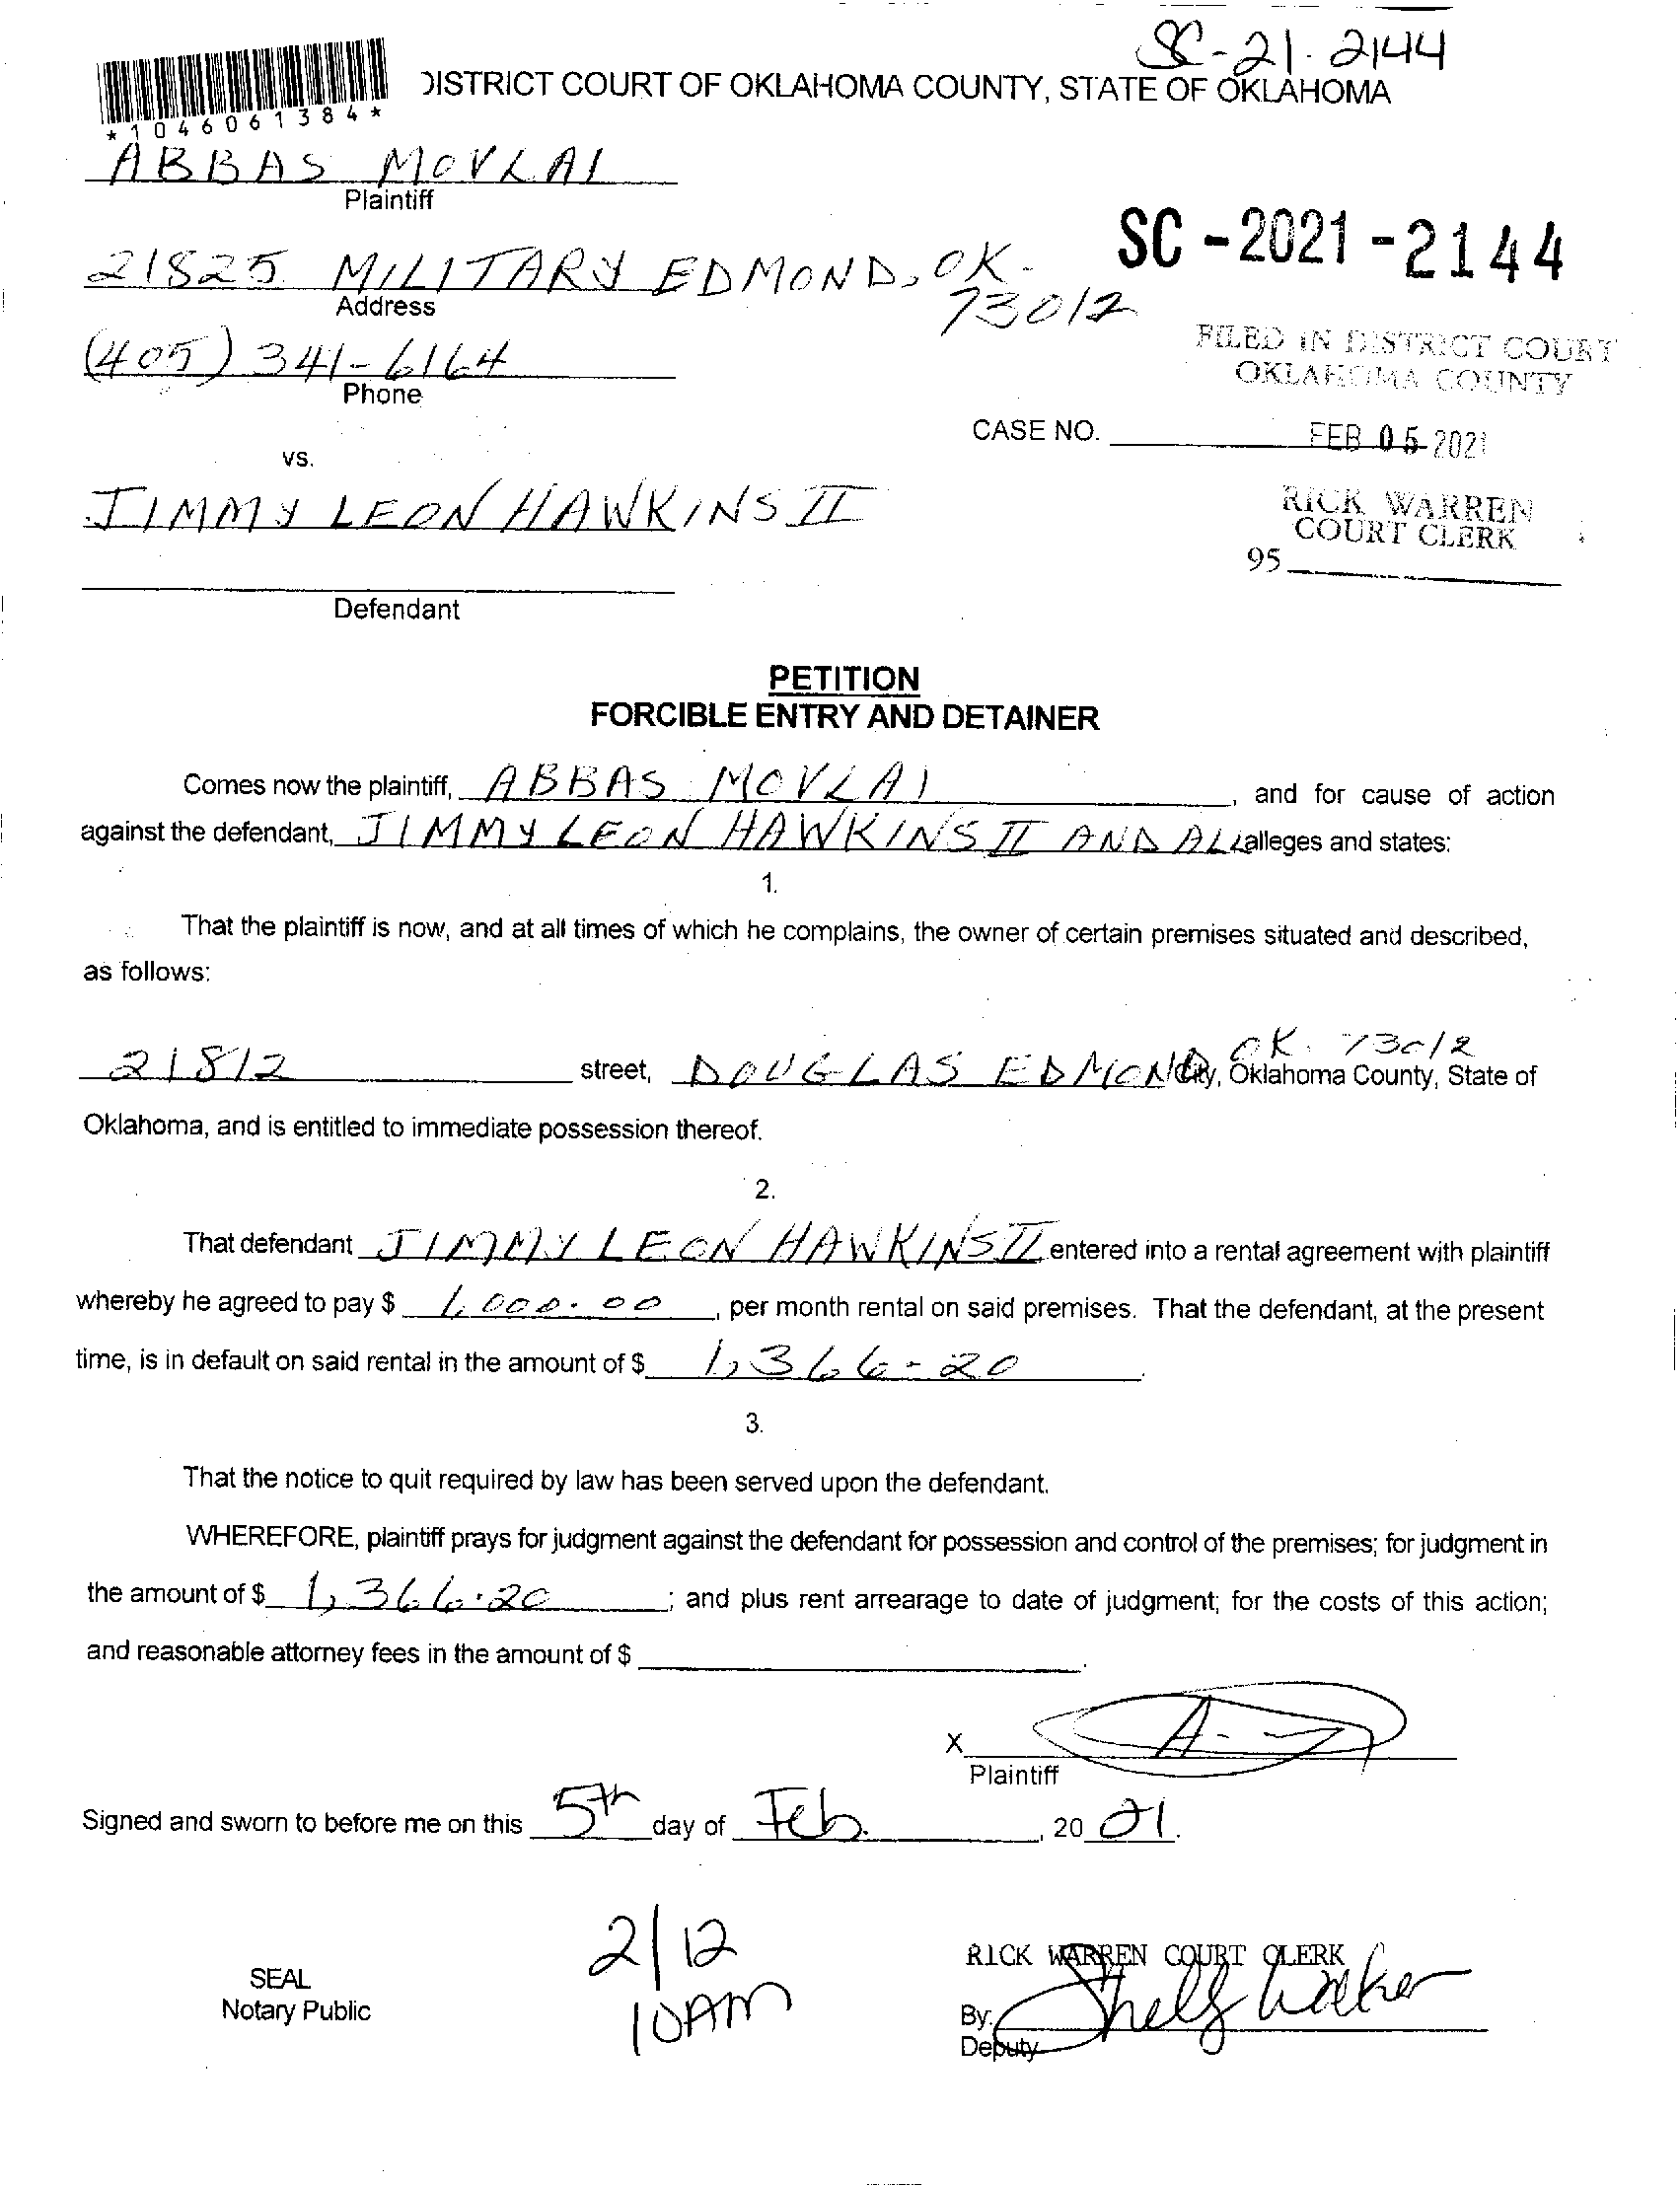 SC-21-2144
DISTRICT COURT OF OKLAHOMA COUNTY, STATE OF OKLAHOMA
*1046061384*
ABBAS MOVLAI
Plaintiff
SC-2021-2144
21825 MILITARY EDMOND, OK-
73012
Address
(405) 341-6164
Phone
FILED IN DISTRICT COURT
OKLAHOMA COUNTY
CASE NO.
FEB 05 2021
vs.
JIMMY LEON HAWKINS II
RICK WARREN
COURT CLERK
95
Defendant
PETITION
FORCIBLE ENTRY AND DETAINER
Comes now the plaintiff, ABBAS MOVLAI, and for cause of action
against the defendant, JIMMY LEON HAWKINS II AND ALL alleges and states:
1.
That the plaintiff is now, and at all times of which he complains, the owner of certain premises situated and described,
as follows:
21812 street, DOUGLAS EDMOND City, OK. 73012 Oklahoma County, State of
Oklahoma, and is entitled to immediate possession thereof.
2.
That defendant JIMMY LEON HAWKINS II entered into a rental agreement with plaintiff
whereby he agreed to pay $ 1,000.00, per month rental on said premises. That the defendant, at the present
time, is in default on said rental in the amount of $ 1,366-20.
3.
That the notice to quit required by law has been served upon the defendant.
WHEREFORE, plaintiff prays for judgment against the defendant for possession and control of the premises; for judgment in
the amount of $ 1,366.20; and plus rent arrearage to date of judgment; for the costs of this action;
and reasonable attorney fees in the amount of $ .
X
Plaintiff
Signed and sworn to before me on this 5th day of Feb., 2021.
2/12
10AM
SEAL
Notary Public
RICK WARREN COURT CLERK
By: Shelly Walker
Deputy